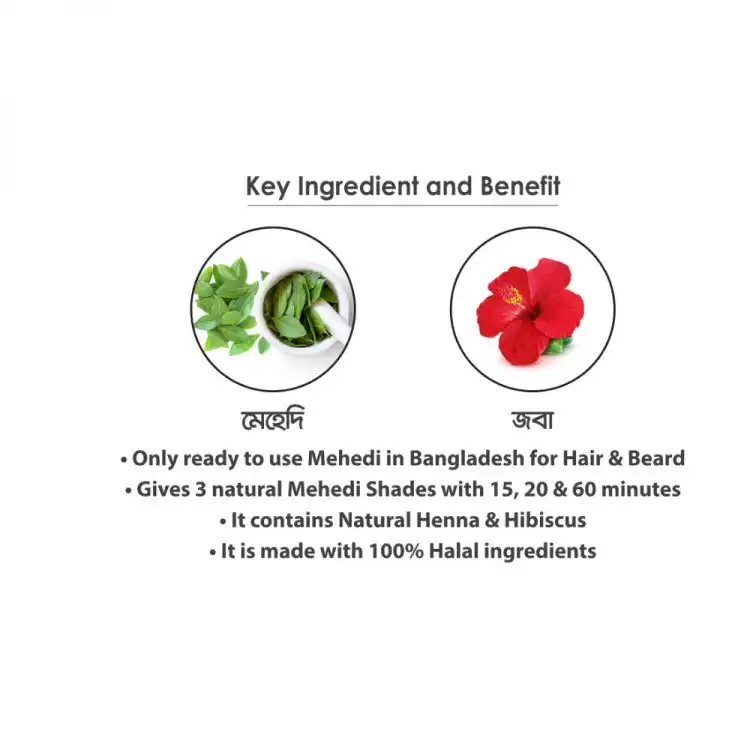 Key Ingredient and Benefit
মেহেদি
জবা
• Only ready to use Mehedi in Bangladesh for Hair & Beard
• Gives 3 natural Mehedi Shades with 15, 20 & 60 minutes
• It contains Natural Henna & Hibiscus
• It is made with 100% Halal ingredients